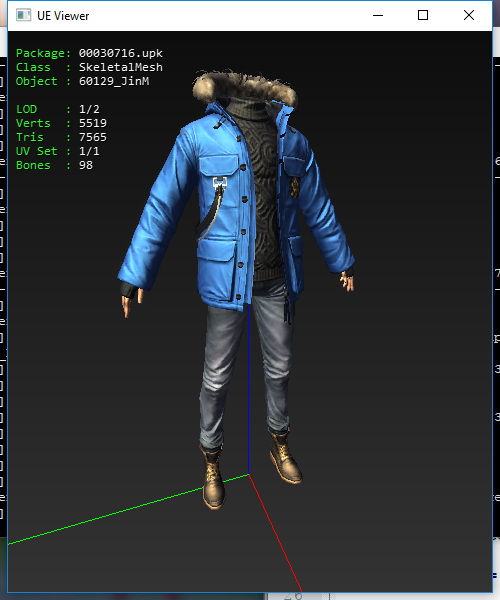 UE Viewer
Package: 00030716.upk
Class : SkeletalMesh
Object : 60129_JinM
LOD : 1/2
Verts : 5519
Tris : 7565
UV Set : 1/1
Bones : 98